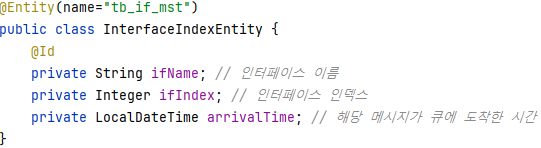 @Entity(name="tb_if_mst")
public class InterfaceIndexEntity {
    @Id
    private String ifName; // 인터페이스 이름
    private Integer ifIndex; // 인터페이스 인덱스
    private LocalDateTime arrivalTime; // 해당 메시지가 큐에 도착한 시간
}